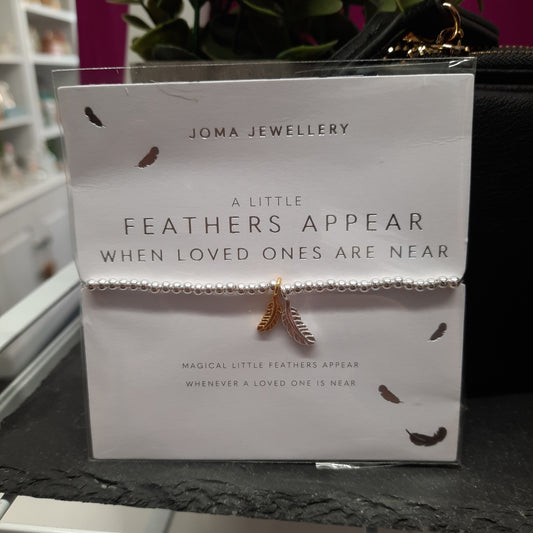 JOMA JEWELLERY
A LITTLE
FEATHERS APPEAR
WHEN LOVED ONES ARE NEAR
MAGICAL LITTLE FEATHERS APPEAR
WHENEVER A LOVED ONE IS NEAR